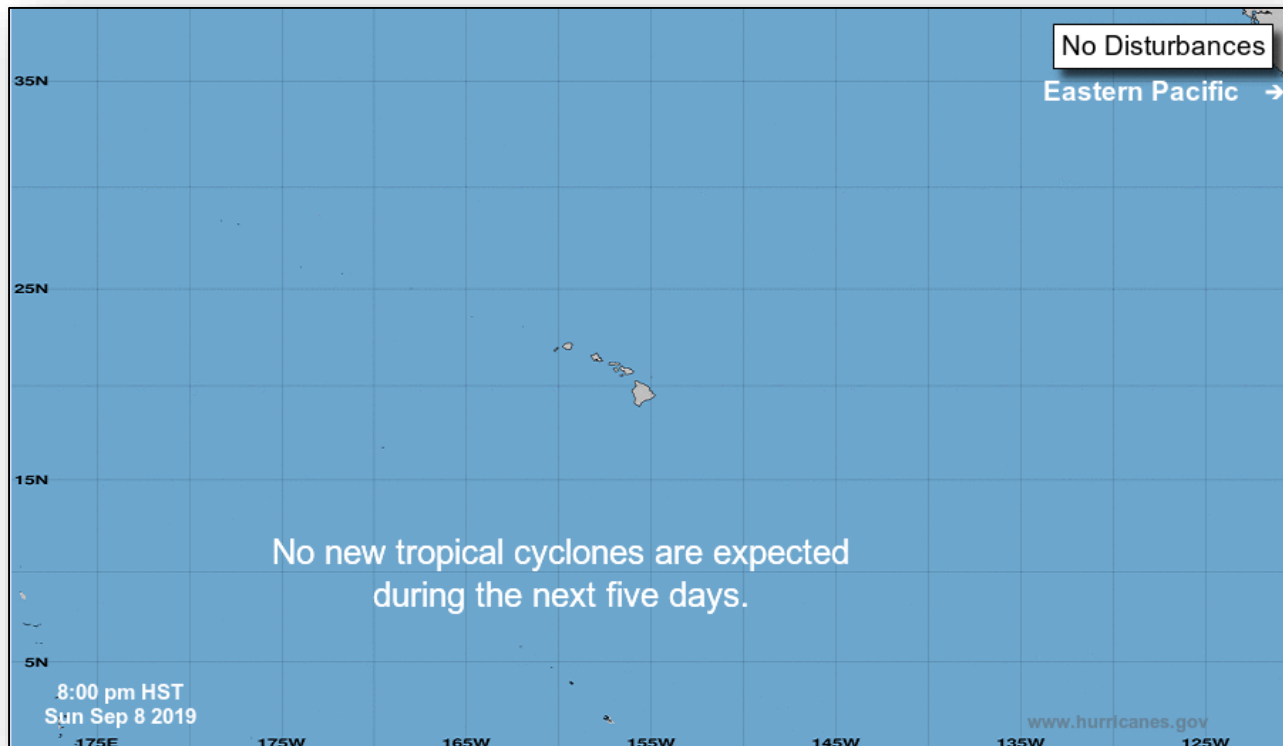 No Disturbances
35N
Eastern Pacific →
25N
15N
No new tropical cyclones are expected
during the next five days.
5N
8:00 pm HST
Sun Sep 8 2019
www.hurricanes.gov
175E 175W 165W 155W 145W 135W 125W